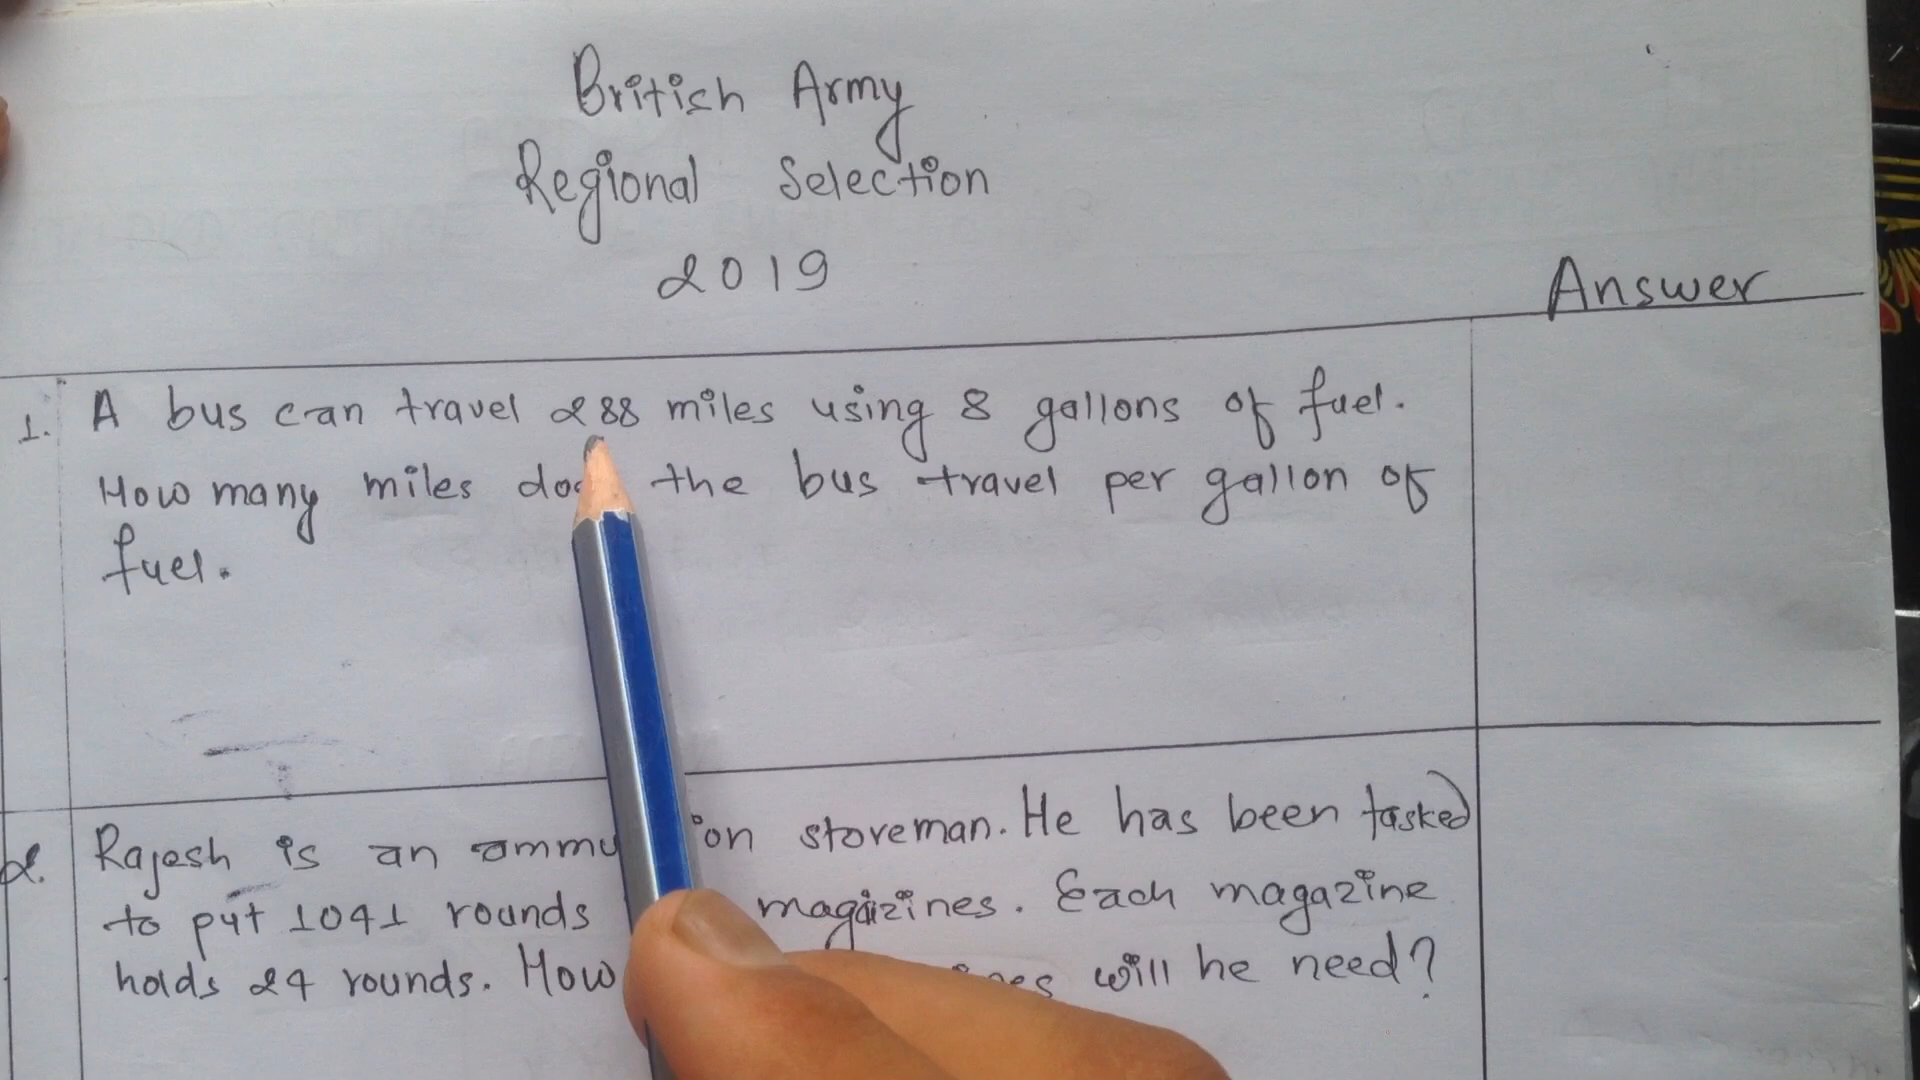 British Army
Regional Selection
2019
Answer
1. A bus can travel 288 miles using 8 gallons of fuel.
How many miles the bus travel per gallon of
fuel.
2. Rajesh is an storeman. He has been tasked
to put 1041 rounds magazines. Each magazine
holds 24 rounds. How will he need?